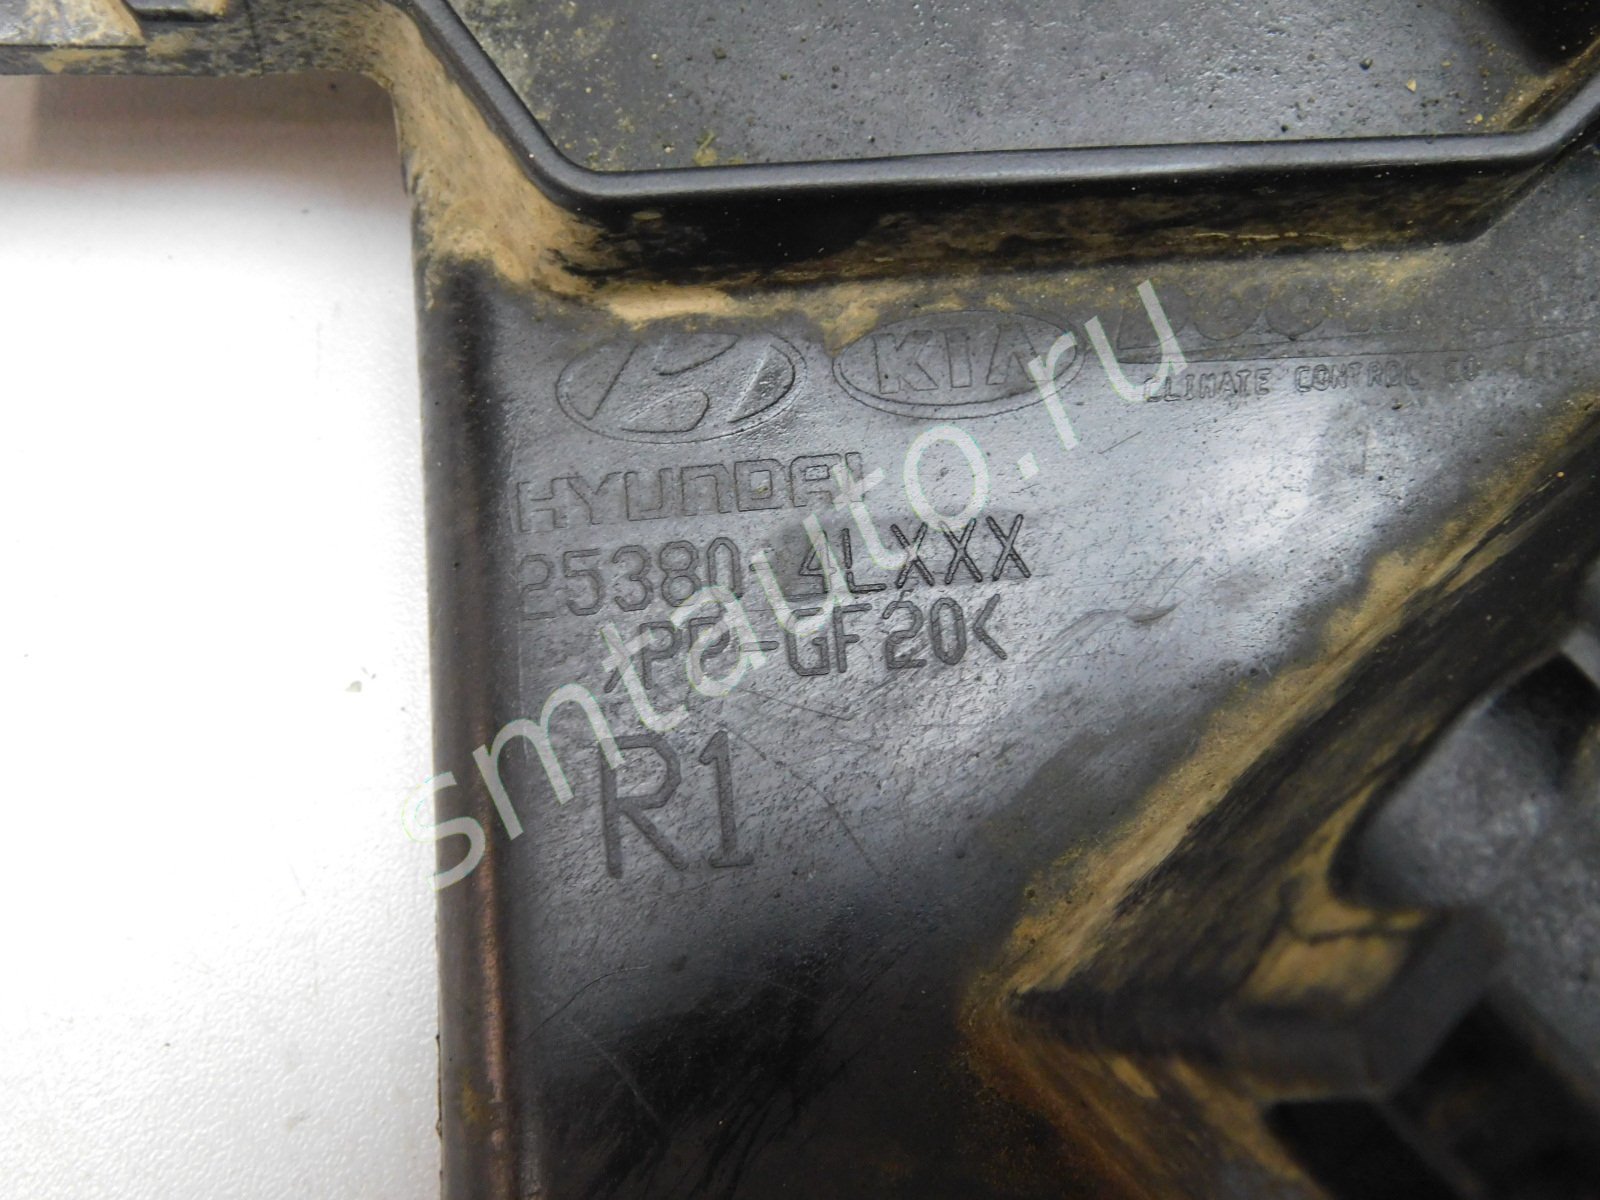 KIA
CLIMATE CONTROL CO
HYUNDAI
25380-4LXXX
>PP-GF20<
R1
smtauto.ru